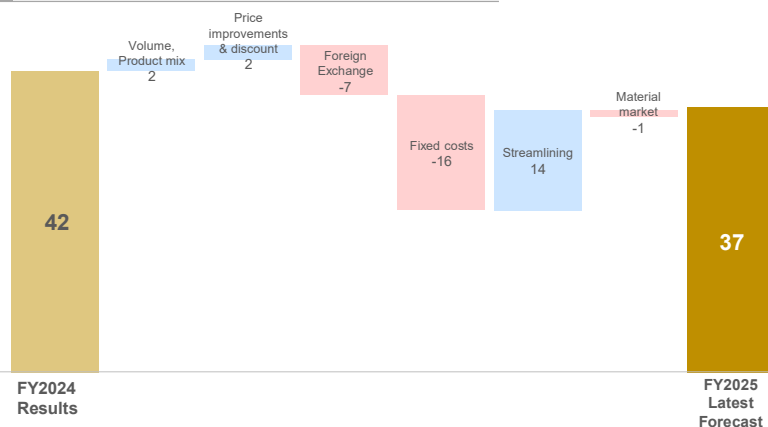 42
FY2024
Results
Volume,
Product mix
2
Price
improvements
& discount
2
Foreign
Exchange
-7
Fixed costs
-16
Streamlining
14
Material
market
-1
37
FY2025
Latest
Forecast